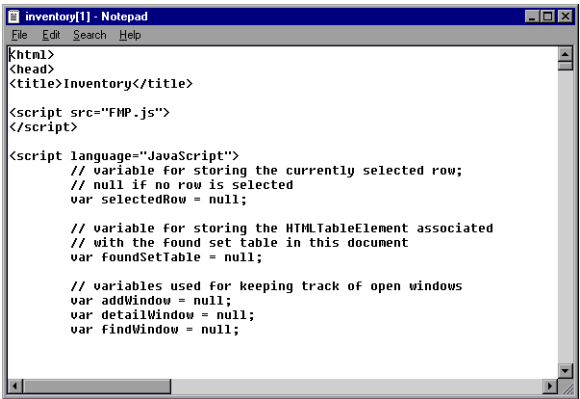 inventory[1] - Notepad
File Edit Search Help
<html>
<head>
<title>Inventory</title>
<script src="FMP.js">
</script>
<script language="JavaScript">
// variable for storing the currently selected row;
// null if no row is selected
var selectedRow = null;
// variable for storing the HTMLTableElement associated
// with the found set table in this document
var foundSetTable = null;
// variables used for keeping track of open windows
var addWindow = null;
var detailWindow = null;
var findWindow = null;